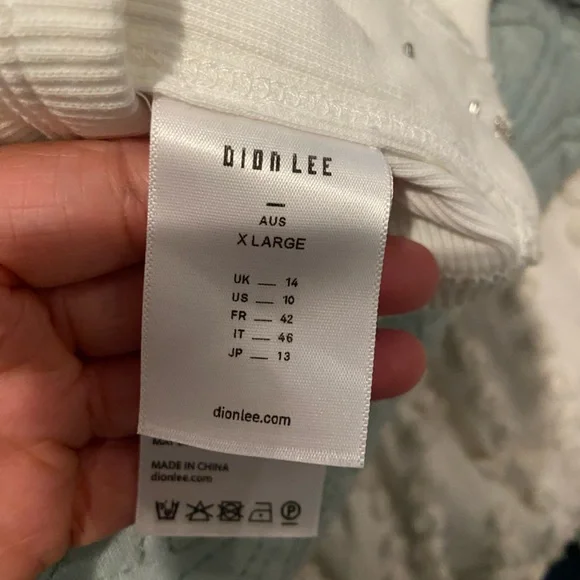 DION LEE
—
AUS
X LARGE
UK — 14
US — 10
FR — 42
IT — 46
JP — 13
dionlee.com
MADE IN CHINA
dionlee.com
P